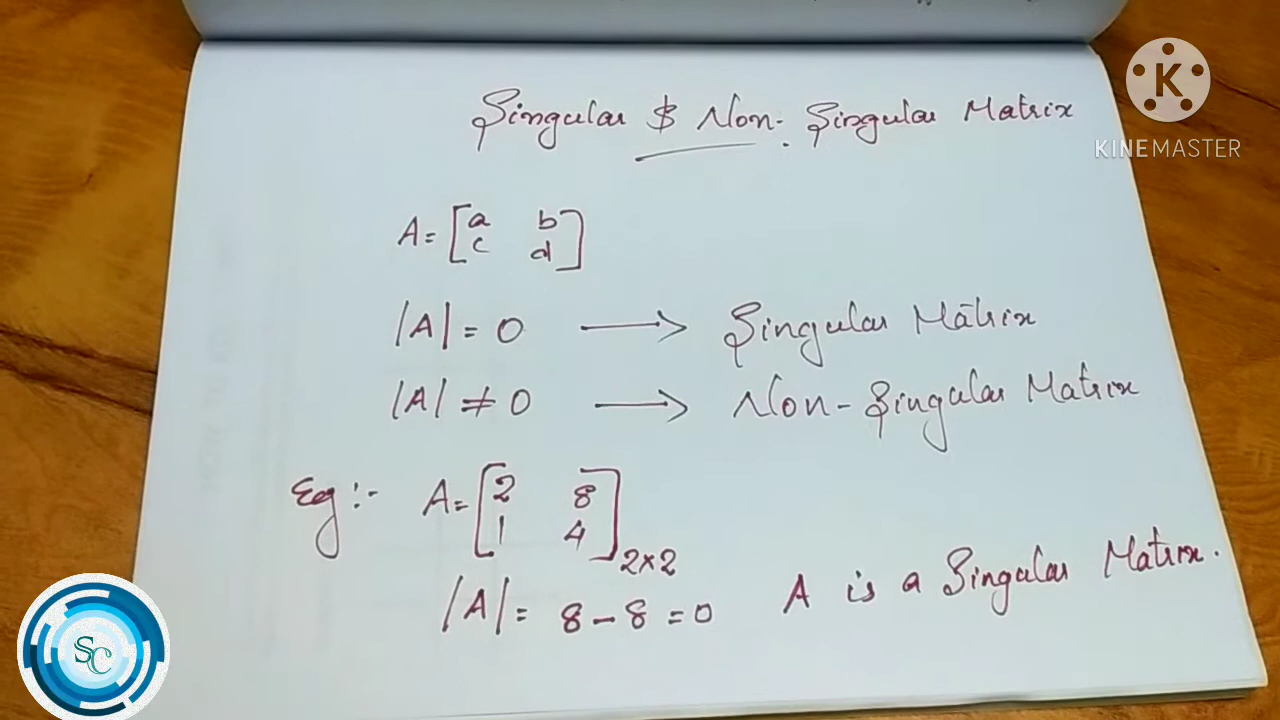 Singular & Non-Singular Matrix
K
KINEMASTER
A = [a b
c d]
|A| = 0 ⟶ Singular Matrix
|A| ≠ 0 ⟶ Non-Singular Matrix
Eg :- A = [2 8
1 4] 2×2
|A| = 8 - 8 = 0 A is a Singular Matrix.
SC